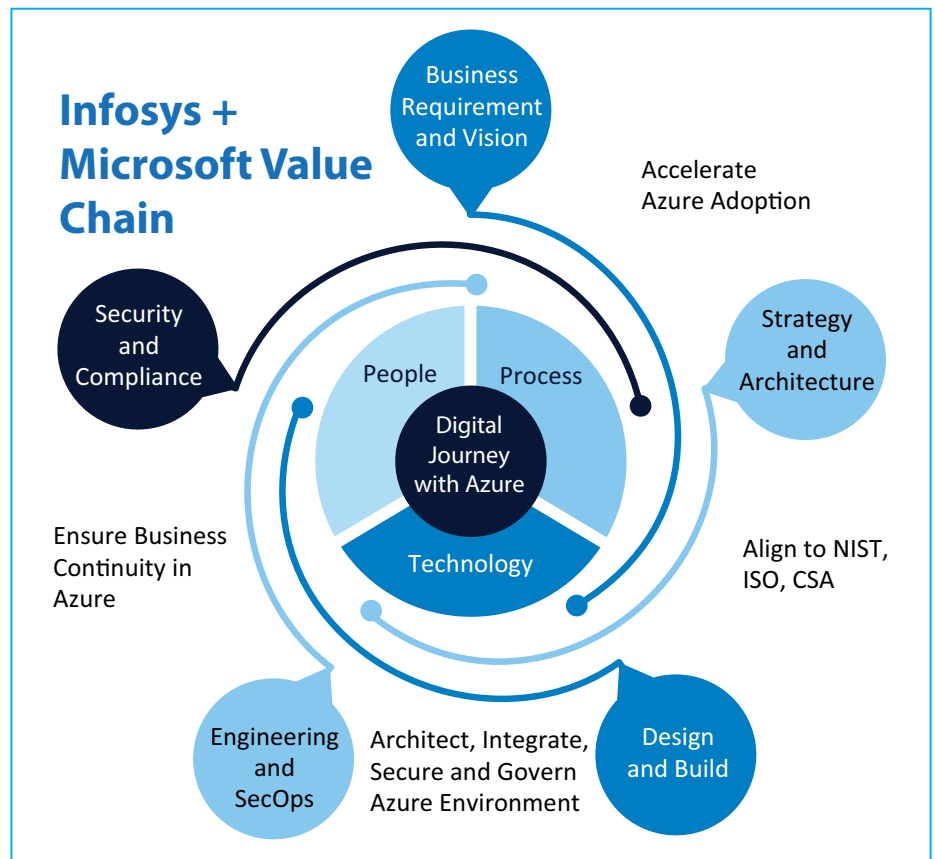 Infosys +
Microsoft Value
Chain
Business
Requirement
and Vision
Accelerate
Azure Adoption
Strategy
and
Architecture
Align to NIST,
ISO, CSA
Design
and Build
Architect, Integrate,
Secure and Govern
Azure Environment
Engineering
and
SecOps
Ensure Business
Continuity in
Azure
Security
and
Compliance
People
Process
Digital
Journey
with Azure
Technology